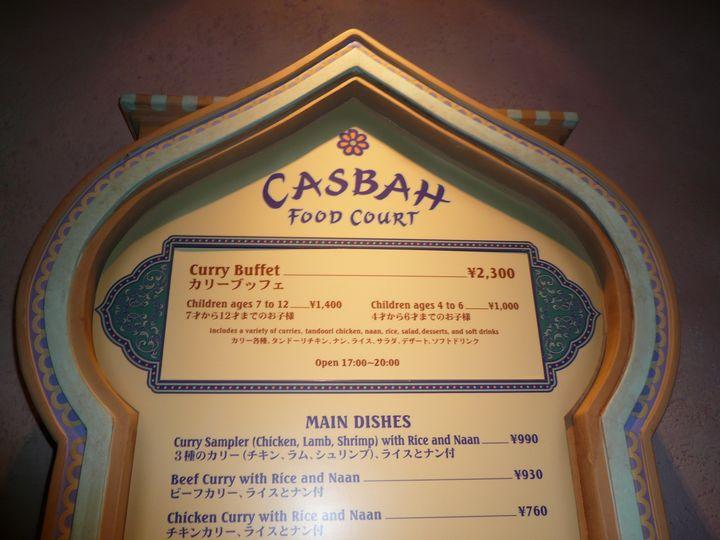 CASBAH
FOOD COURT
Curry Buffet ¥2,300
カリーブッフェ
Children ages 7 to 12 ¥1,400 Children ages 4 to 6 ¥1,000
7才から12才までのお子様 4才から6才までのお子様
Includes a variety of curries, tandoori chicken, naan, rice, salad, desserts, and soft drinks
カリー各種、タンドーリチキン、ナン、ライス、サラダ、デザート、ソフトドリンク
Open 17:00~20:00
MAIN DISHES
Curry Sampler (Chicken, Lamb, Shrimp) with Rice and Naan ¥990
3種のカリー(チキン、ラム、シュリンプ)、ライスとナン付
Beef Curry with Rice and Naan ¥930
ビーフカリー、ライスとナン付
Chicken Curry with Rice and Naan ¥760
チキンカリー、ライスとナン付